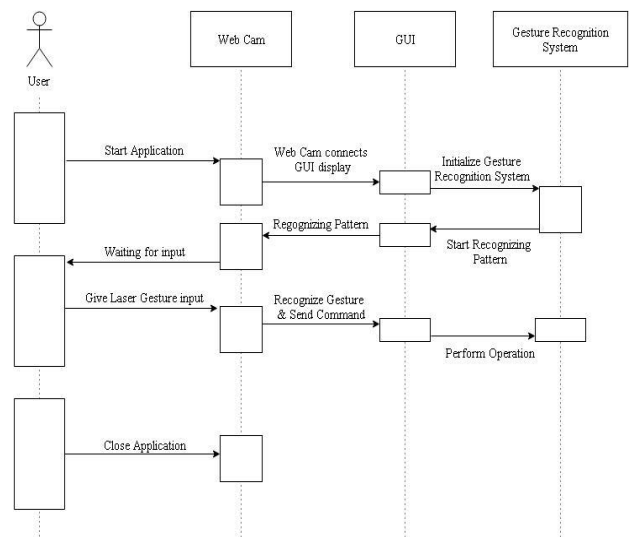 Web Cam
GUI
Gesture Recognition
System
User
Start Application
Web Cam connects
GUI display
Initialize Gesture
Recognition System
Regognizing Pattern
Start Recognizing
Pattern
Waiting for input
Give Laser Gesture input
Recognize Gesture
& Send Command
Perform Operation
Close Application